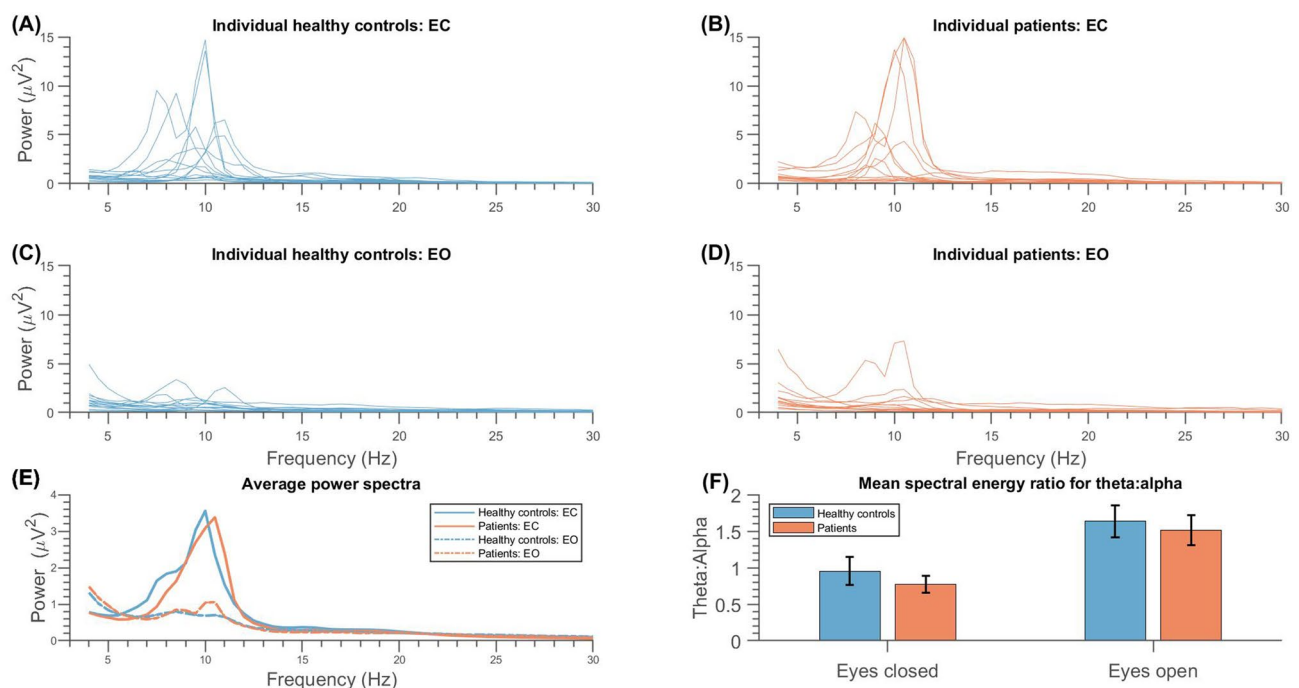 (A)
Individual healthy controls: EC
Power (μV²)
15
10
5
0
5
10
15
20
25
30
(B)
Individual patients: EC
15
10
5
0
5
10
15
20
25
30
(C)
Individual healthy controls: EO
Power (μV²)
15
10
5
0
5
10
15
20
25
30
Frequency (Hz)
(D)
Individual patients: EO
15
10
5
0
5
10
15
20
25
30
Frequency (Hz)
(E)
Average power spectra
Power (μV²)
4
3
2
1
0
Healthy controls: EC
Patients: EC
Healthy controls: EO
Patients: EO
5
10
15
20
25
30
Frequency (Hz)
(F)
Mean spectral energy ratio for theta:alpha
Theta:Alpha
2
1.5
1
0.5
0
Healthy controls
Patients
Eyes closed
Eyes open